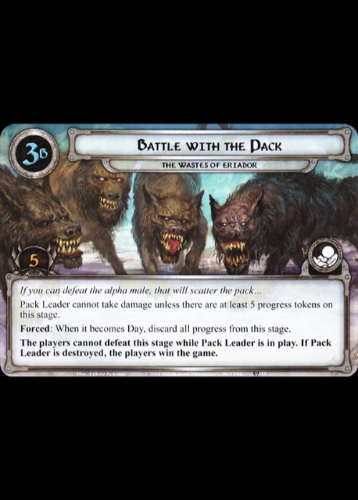 3B
BATTLE WITH THE PACK
THE WASTES OF ERIADOR
5
If you can defeat the alpha male, that will scatter the pack…
Pack Leader cannot take damage unless there are at least 5 progress tokens on
this stage.
Forced: When it becomes Day, discard all progress from this stage.
The players cannot defeat this stage while Pack Leader is in play. If Pack
Leader is destroyed, the players win the game.